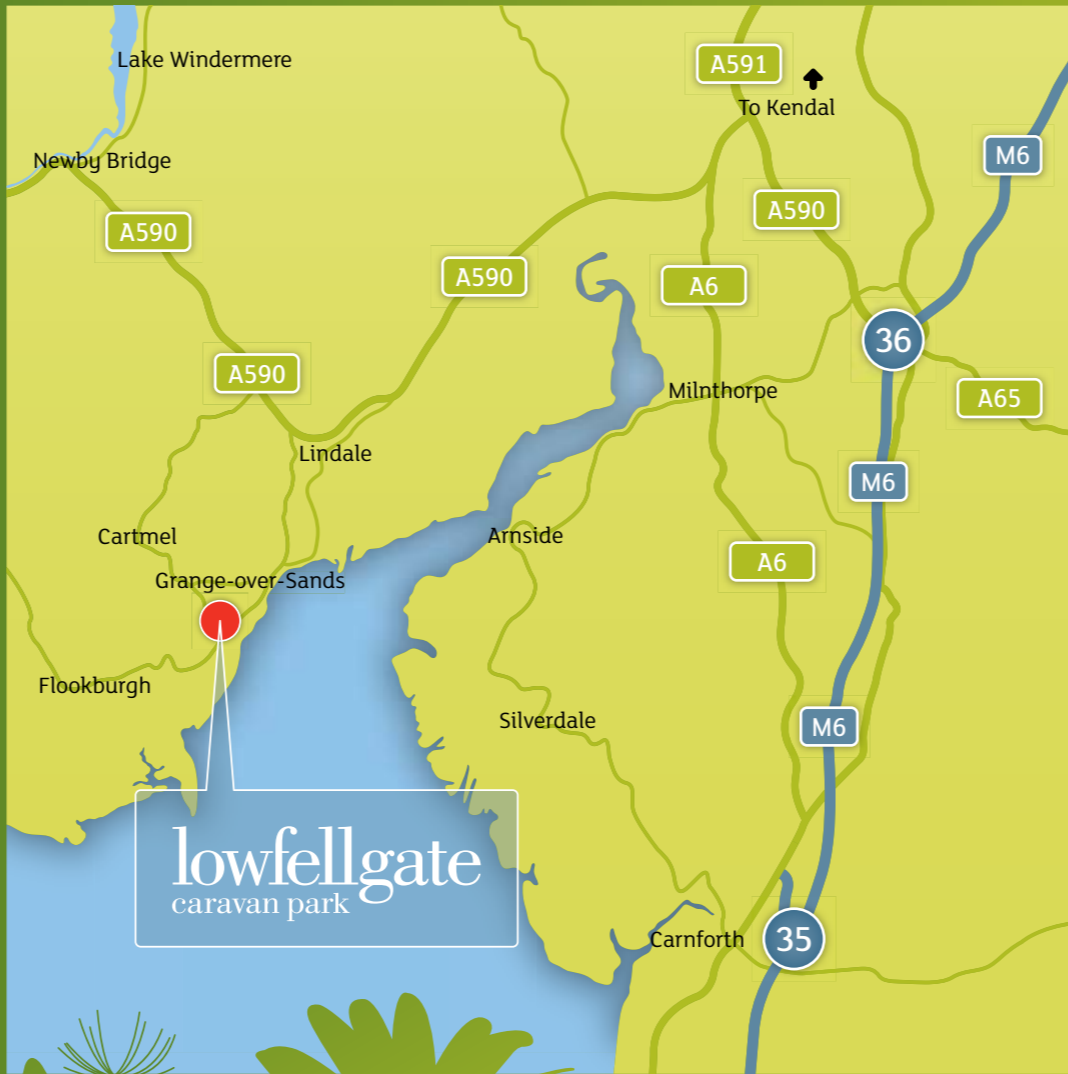 Lake Windermere
A591
To Kendal
M6
Newby Bridge
A590
A590
A590
A6
36
A590
Milnthorpe
A65
Lindale
M6
Cartmel
Arnside
A6
Grange-over-Sands
Flookburgh
Silverdale
M6
lowfellgate
caravan park
Carnforth
35